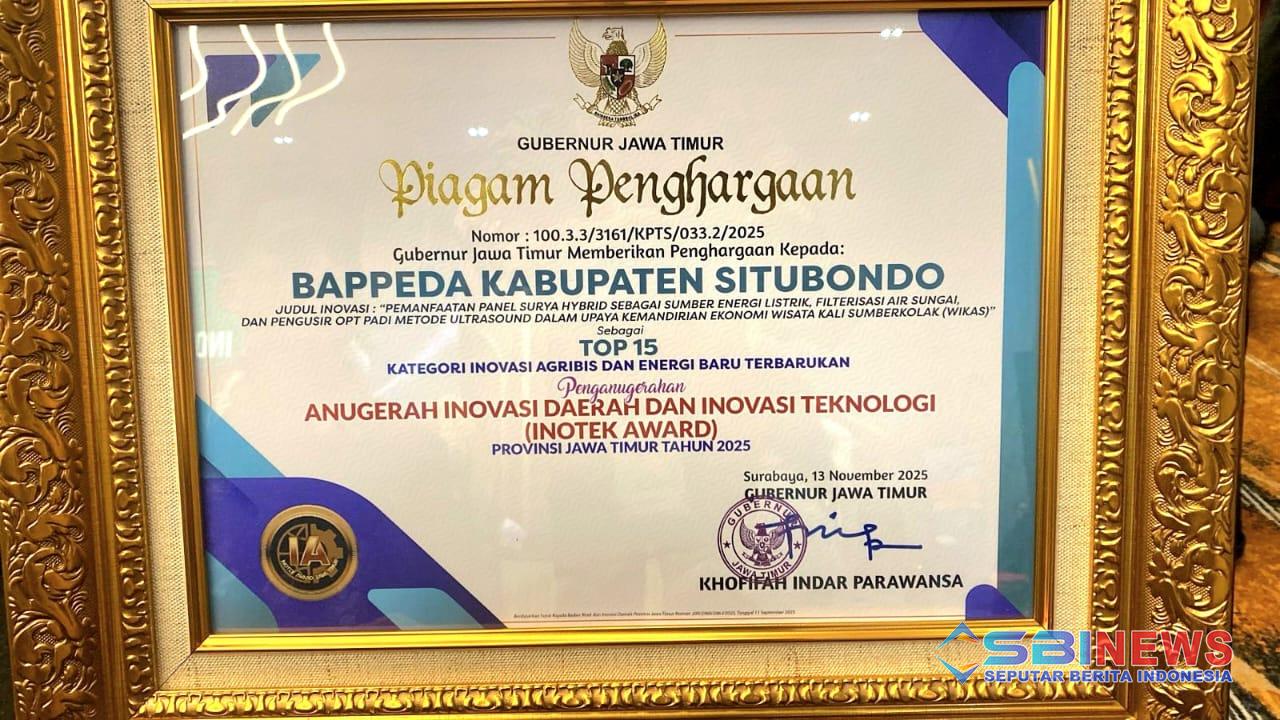 GUBERNUR JAWA TIMUR
Piagam Penghargaan
Nomor : 100.3.3/3161/KPTS/033.2/2025
Gubernur Jawa Timur Memberikan Penghargaan Kepada:
BAPPEDA KABUPATEN SITUBONDO
JUDUL INOVASI : "PEMANFAATAN PANEL SURYA HYBRID SEBAGAI SUMBER ENERGI LISTRIK, FILTERISASI AIR SUNGAI,
DAN PENGUSIR OPT PADI METODE ULTRASOUND DALAM UPAYA KEMANDIRIAN EKONOMI WISATA KALI SUMBERKOLAK (WIKAS)"
Sebagai
TOP 15
KATEGORI INOVASI AGRIBIS DAN ENERGI BARU TERBARUKAN
Penganugerahan
ANUGERAH INOVASI DAERAH DAN INOVASI TEKNOLOGI
(INOTEK AWARD)
PROVINSI JAWA TIMUR TAHUN 2025
Surabaya, 13 November 2025
GUBERNUR JAWA TIMUR
GUBERNUR
JAWA TIMUR
KHOFIFAH INDAR PARAWANSA
IA
SBINEWS
SEPUTAR BERITA INDONESIA